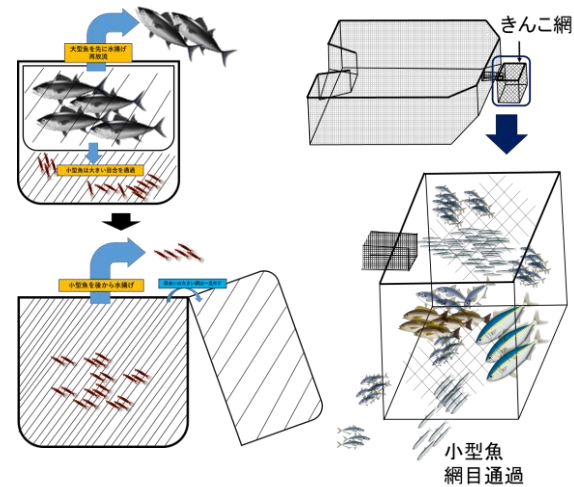 大型魚を先に水揚げ
再放流
小型魚は大きい目合を通過
小型魚を後から水揚げ
きんこ網
小型魚
網目通過